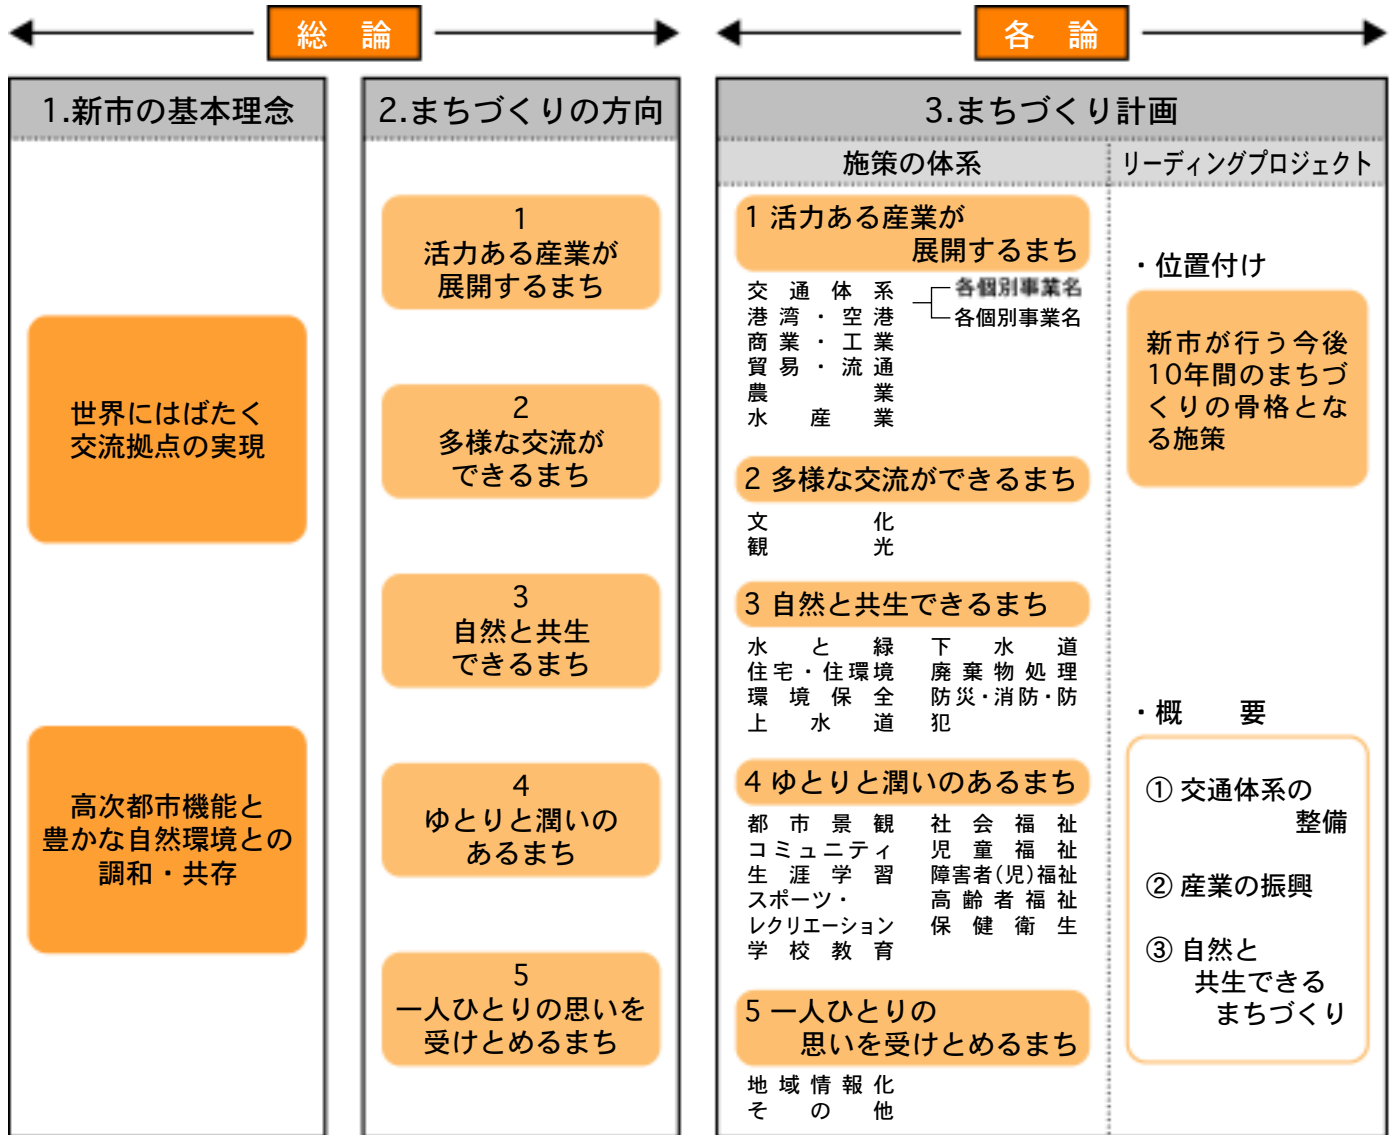 総論
各論
1.新市の基本理念
世界にはばたく
交流拠点の実現
高次都市機能と
豊かな自然環境との
調和・共存
2.まちづくりの方向
1
活力ある産業が
展開するまち
2
多様な交流が
できるまち
3
自然と共生
できるまち
4
ゆとりと潤いの
あるまち
5
一人ひとりの思いを
受けとめるまち
3.まちづくり計画
施策の体系
1 活力ある産業が
展開するまち
交通体系
各個別事業名
各個別事業名
港湾・空港
商業・工業
貿易・流通
農業
水産業
2 多様な交流ができるまち
文化
観光
3 自然と共生できるまち
水と緑
住宅・住環境
環境保全
上水道
下水道
廃棄物処理
防災・消防・防
犯
4 ゆとりと潤いのあるまち
都市景観
コミュニティ
生涯学習
スポーツ・
レクリエーション
学校教育
社会福祉
児童福祉
障害者(児)福祉
高齢者福祉
保健衛生
5 一人ひとりの
思いを受けとめるまち
地域情報化
その他
リーディングプロジェクト
・位置付け
新市が行う今後
10年間のまちづ
くりの骨格とな
る施策
・概要
① 交通体系の
整備
② 産業の振興
③ 自然と
共生できる
まちづくり